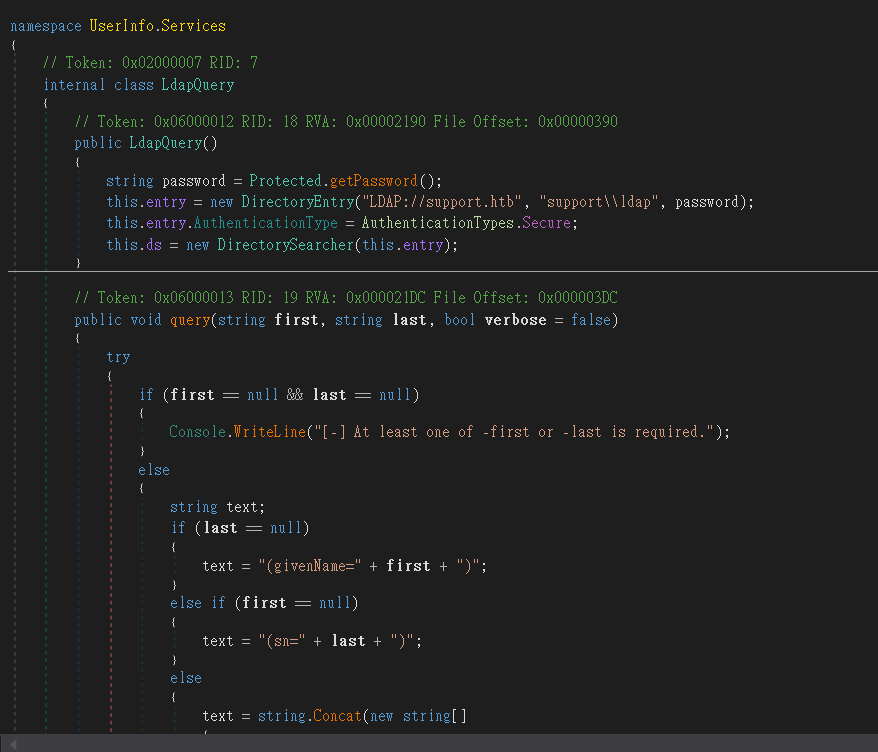 namespace UserInfo.Services
{
// Token: 0x02000007 RID: 7
internal class LdapQuery
{
// Token: 0x06000012 RID: 18 RVA: 0x00002190 File Offset: 0x00000390
public LdapQuery()
{
string password = Protected.getPassword();
this.entry = new DirectoryEntry("LDAP://support.htb", "support\\ldap", password);
this.entry.AuthenticationType = AuthenticationTypes.Secure;
this.ds = new DirectorySearcher(this.entry);
}
// Token: 0x06000013 RID: 19 RVA: 0x000021DC File Offset: 0x000003DC
public void query(string first, string last, bool verbose = false)
{
try
{
if (first == null && last == null)
{
Console.WriteLine("[-] At least one of -first or -last is required.");
}
else
{
string text;
if (last == null)
{
text = "(givenName=" + first + ")";
}
else if (first == null)
{
text = "(sn=" + last + ")";
}
else
{
text = string.Concat(new string[]
{